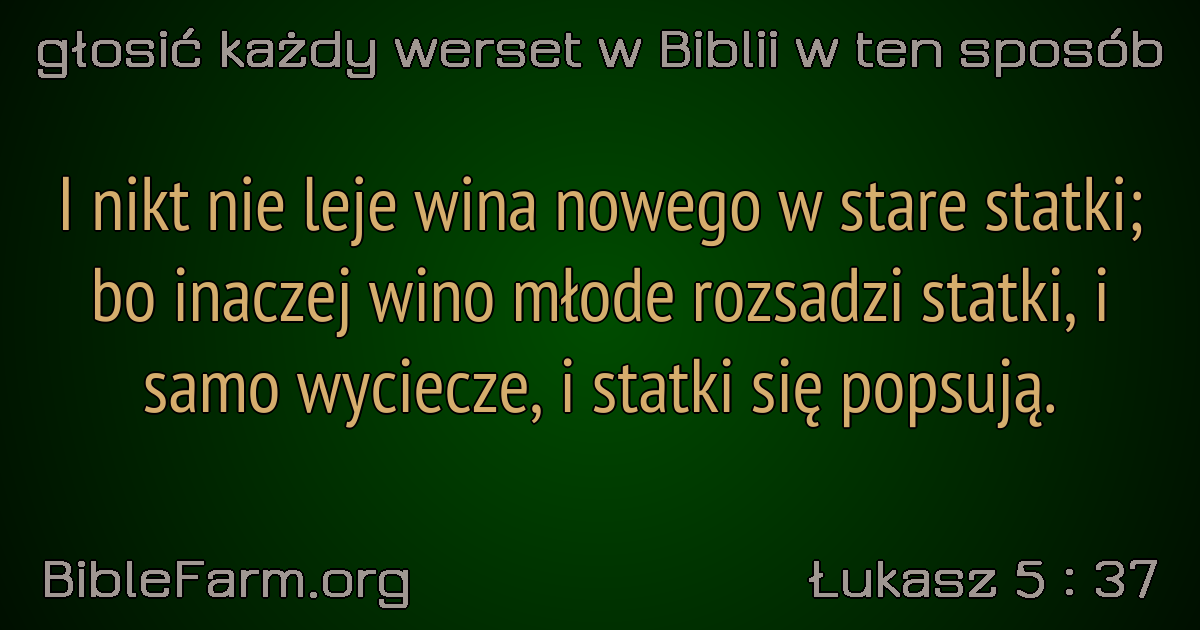 głosić każdy werset w Biblii w ten sposób
I nikt nie leje wina nowego w stare statki;
bo inaczej wino młode rozsadzi statki, i
samo wyciecze, i statki się popsują.
BibleFarm.org
Łukasz 5 : 37